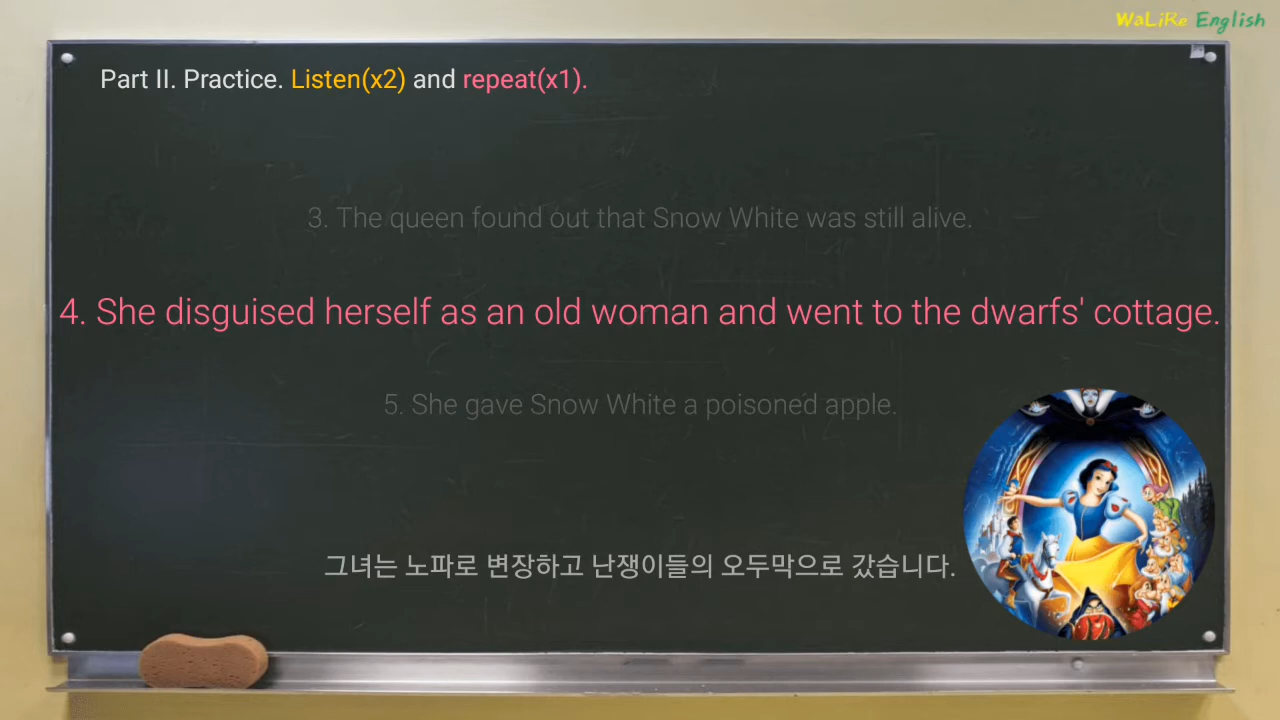 WaLiRe English
Part II. Practice. Listen(x2) and repeat(x1).
3. The queen found out that Snow White was still alive.
4. She disguised herself as an old woman and went to the dwarfs' cottage.
5. She gave Snow White a poisoned apple.
그녀는 노파로 변장하고 난쟁이들의 오두막으로 갔습니다.